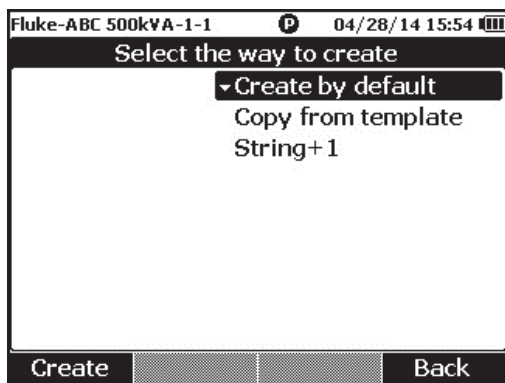 Fluke-ABC 500kVA-1-1 P 04/28/14 15:54
Select the way to create
Create by default
Copy from template
String+1
Create Back